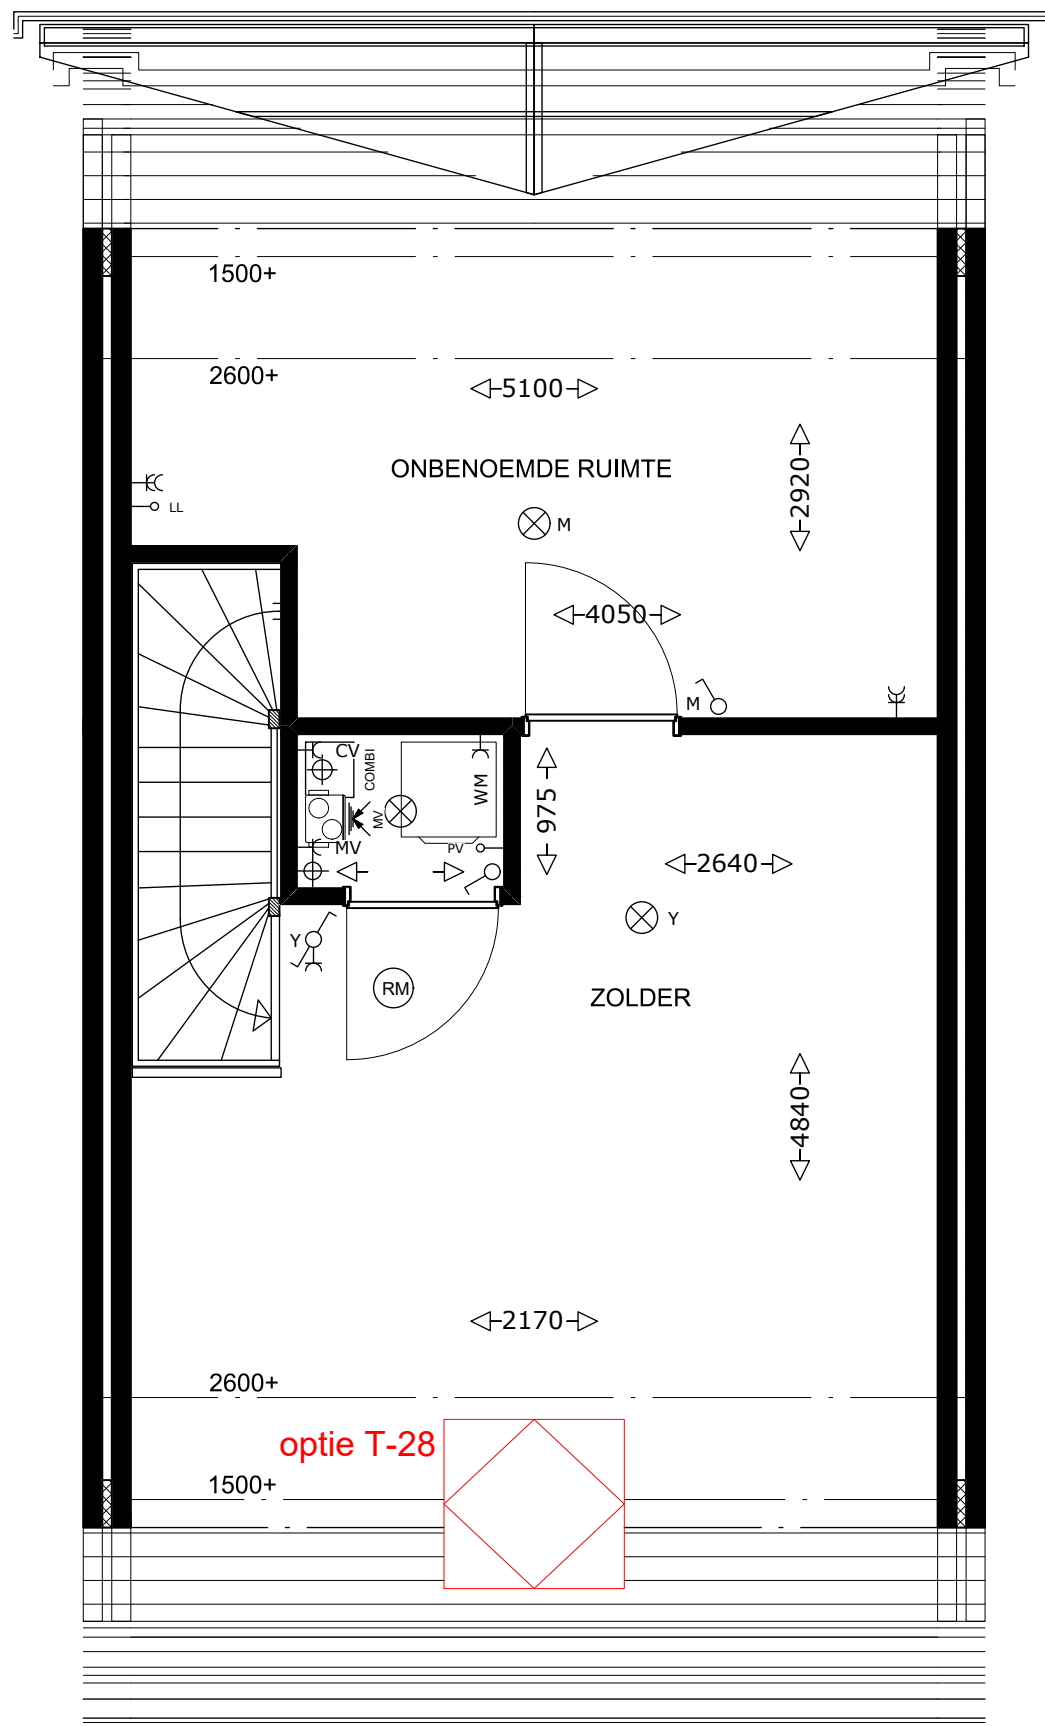 1500+
2600+
5100
2920
ONBENOEMDE RUIMTE
LL
M
4050
M
CV
COMBI
WM
MV
MV
PV
975
2640
Y
Y
RM
ZOLDER
4840
2170
2600+
optie T-28
1500+